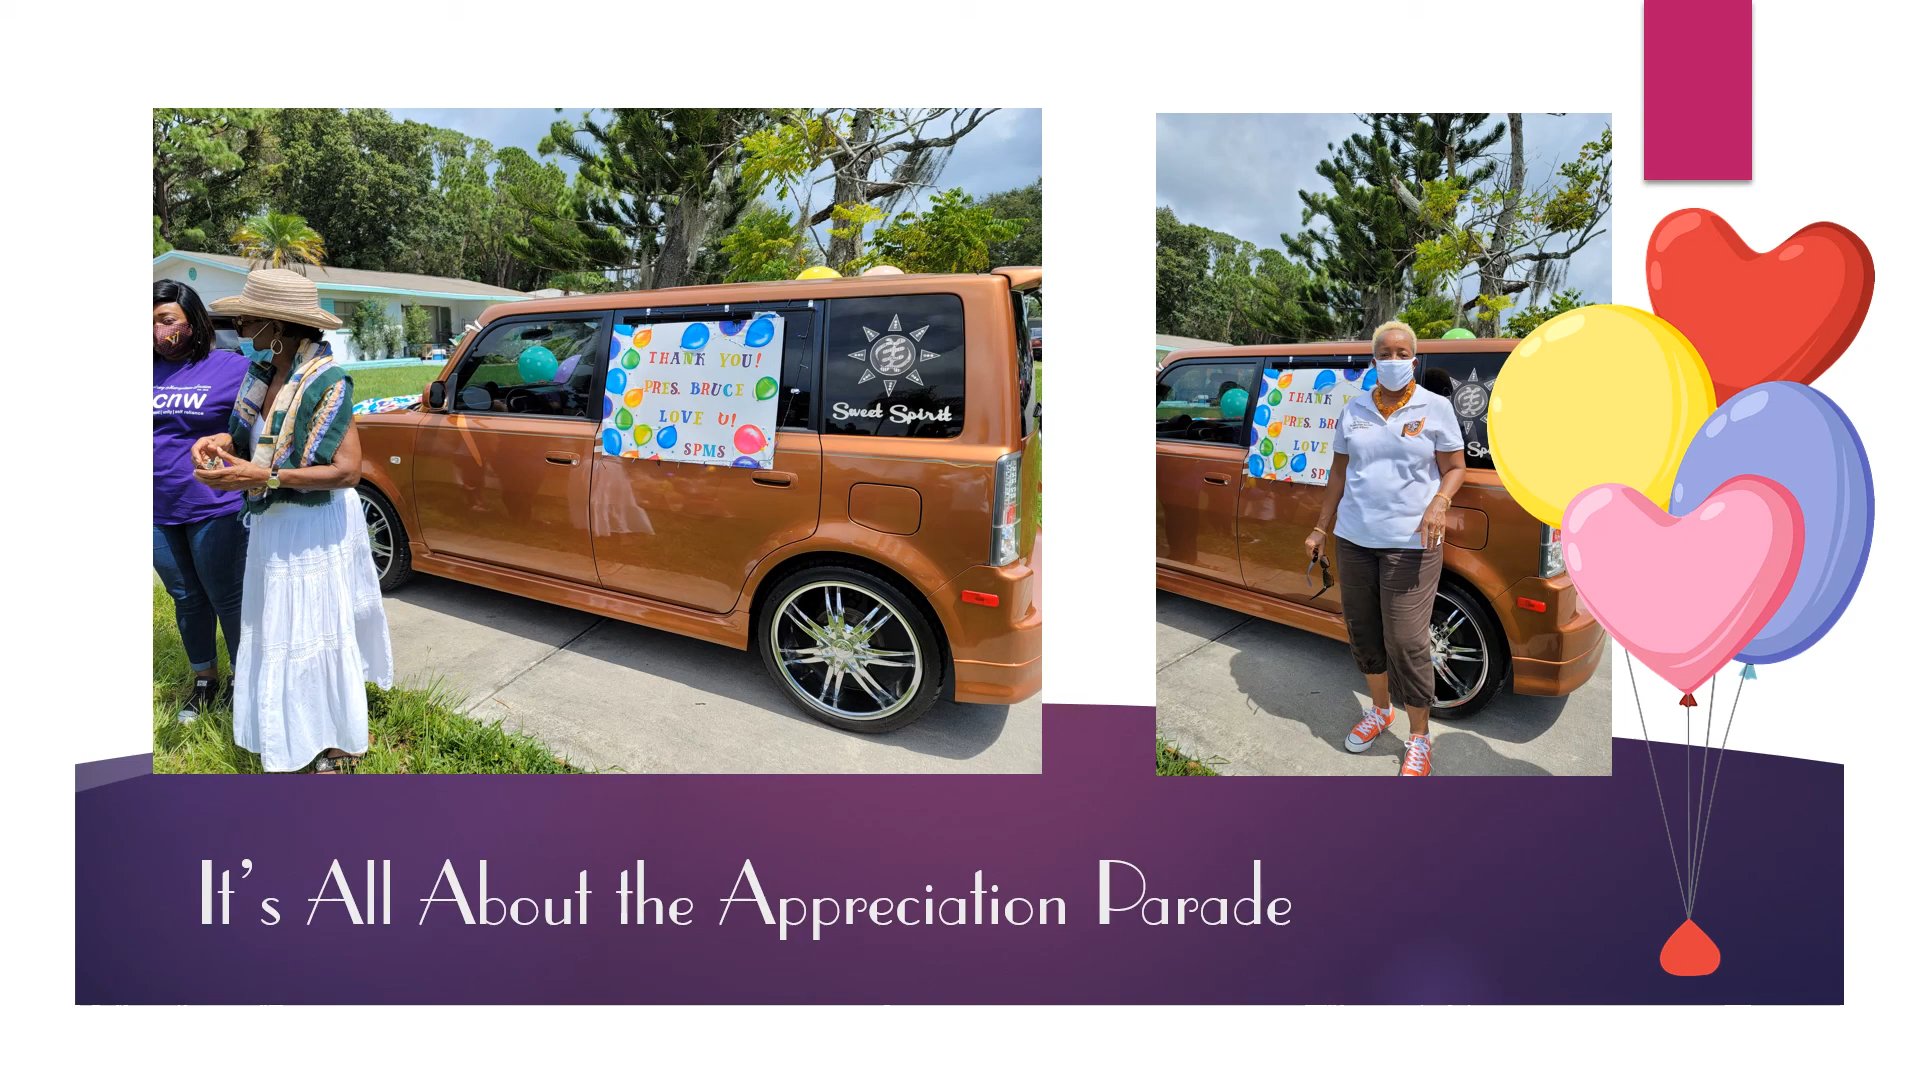 cnw
THANK YOU!
PRES. BRUCE
LOVE U!
SPMS
Sweet Spirit
THANK
PRES. BR
LOVE
SP
It's All About the Appreciation Parade